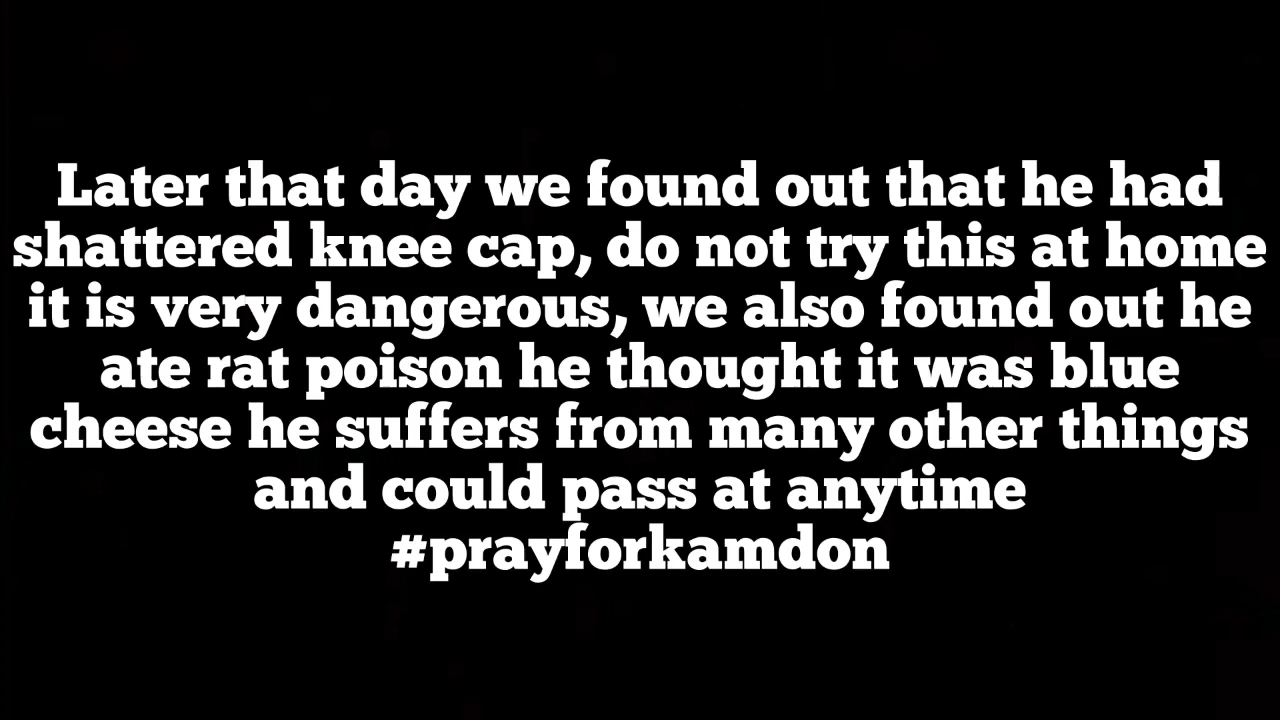 Later that day we found out that he had
shattered knee cap, do not try this at home
it is very dangerous, we also found out he
ate rat poison he thought it was blue
cheese he suffers from many other things
and could pass at anytime
#prayforkamdon